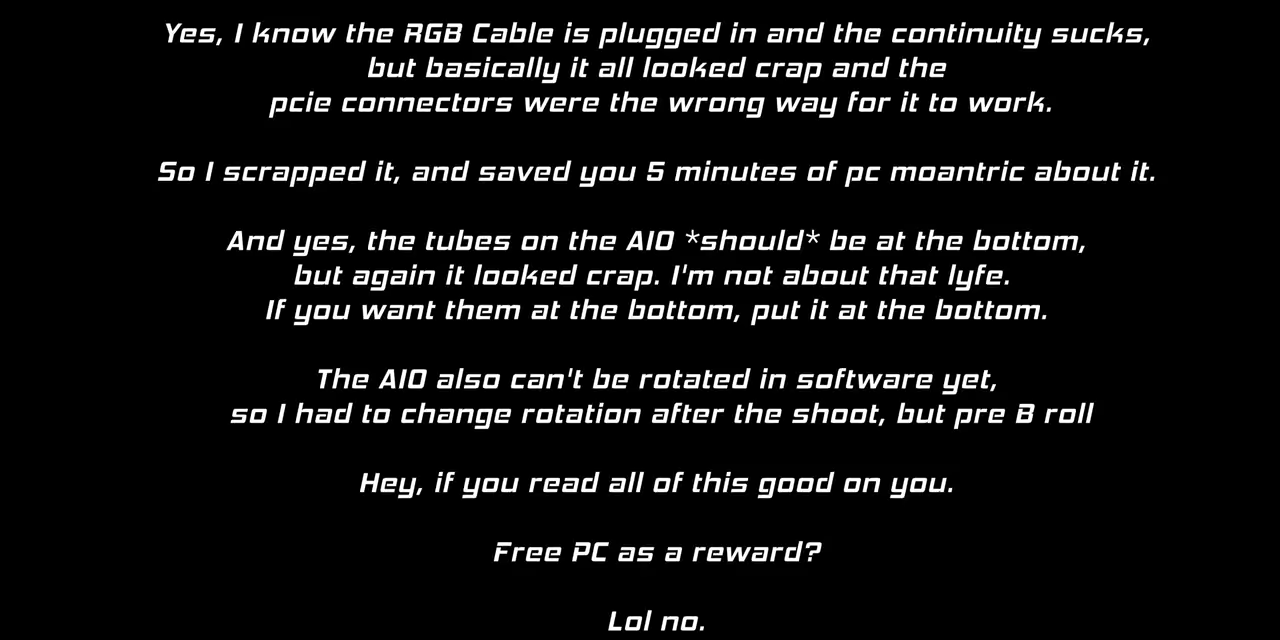 Yes, I know the RGB Cable is plugged in and the continuity sucks,
but basically it all looked crap and the
pcie connectors were the wrong way for it to work.
So I scrapped it, and saved you 5 minutes of pc moantric about it.
And yes, the tubes on the AIO *should* be at the bottom,
but again it looked crap. I'm not about that lyfe.
If you want them at the bottom, put it at the bottom.
The AIO also can't be rotated in software yet,
so I had to change rotation after the shoot, but pre B roll
Hey, if you read all of this good on you.
Free PC as a reward?
Lol no.